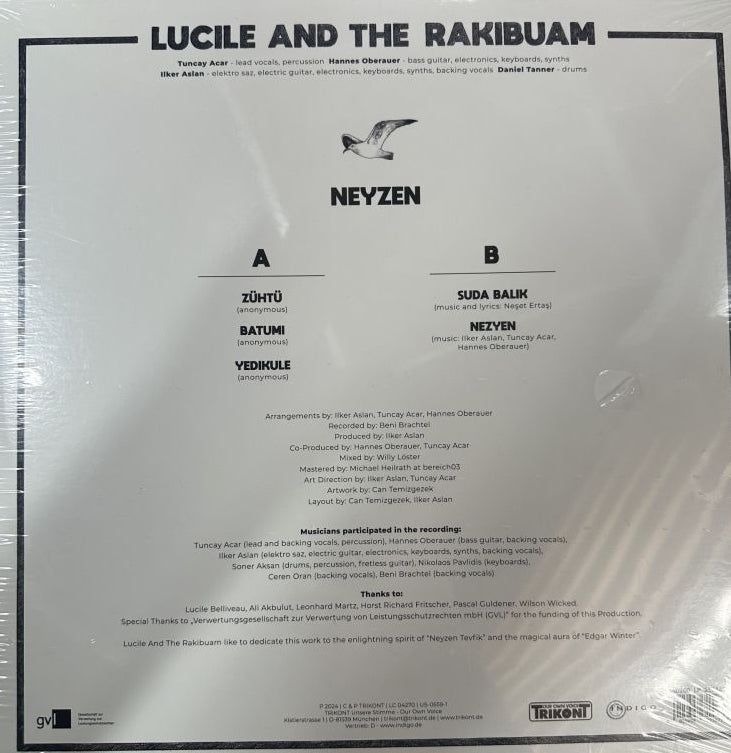 LUCILE AND THE RAKIBUAM
Tuncay Acar - lead vocals, percussion Hannes Oberauer - bass guitar, electronics, keyboards, synths
Ilker Aslan - elektro saz, electric guitar, electronics, keyboards, synths, backing vocals Daniel Tanner - drums
NEYZEN
A
ZÜHTÜ
(anonymous)
BATUMI
(anonymous)
YEDIKULE
(anonymous)
B
SUDA BALIK
(music and lyrics: Neşet Ertaş)
NEZYEN
(music: Ilker Aslan, Tuncay Acar,
Hannes Oberauer)
Arrangements by: Ilker Aslan, Tuncay Acar, Hannes Oberauer
Recorded by: Beni Brachtel
Produced by: Ilker Aslan
Co-Produced by: Hannes Oberauer, Tuncay Acar
Mixed by: Willy Löster
Mastered by: Michael Heilrath at bereich03
Art Direction by: Ilker Aslan, Tuncay Acar
Artwork by: Can Temizgezek
Layout by: Can Temizgezek, Ilker Aslan
Musicians participated in the recording:
Tuncay Acar (lead and backing vocals, percussion), Hannes Oberauer (bass guitar, backing vocals),
Ilker Aslan (elektro saz, electric guitar, electronics, keyboards, synths, backing vocals),
Soner Aksan (drums, percussion, fretless guitar), Nikolaos Pavlidis (keyboards),
Ceren Oran (backing vocals), Beni Brachtel (backing vocals)
Thanks to:
Lucile Belliveau, Ali Akbulut, Leonhard Martz, Horst Richard Fritscher, Pascal Guldener, Wilson Wicked,
Special Thanks to „Verwertungsgesellschaft zur Verwertung von Leistungsschutzrechten mbH (GVL)" for the funding of this Production.
Lucile And The Rakibuam like to dedicate this work to the enlightning spirit of "Neyzen Tevfik" and the magical aura of "Edgar Winter".
gvl
Gesellschaft zur
Verwertung von
Leistungsschutzrechten
P 2024 | C & P TRIKONT | LC 04270 | US-0559-1
TRIKONT Unsere Stimme - Our Own Voice
Kistlerstrasse 1 | D-81539 München | trikont@trikont.de | www.trikont.de
Vertrieb: D - www.indigo.de
OUR OWN VOICE
TRIKONT
INDIGO